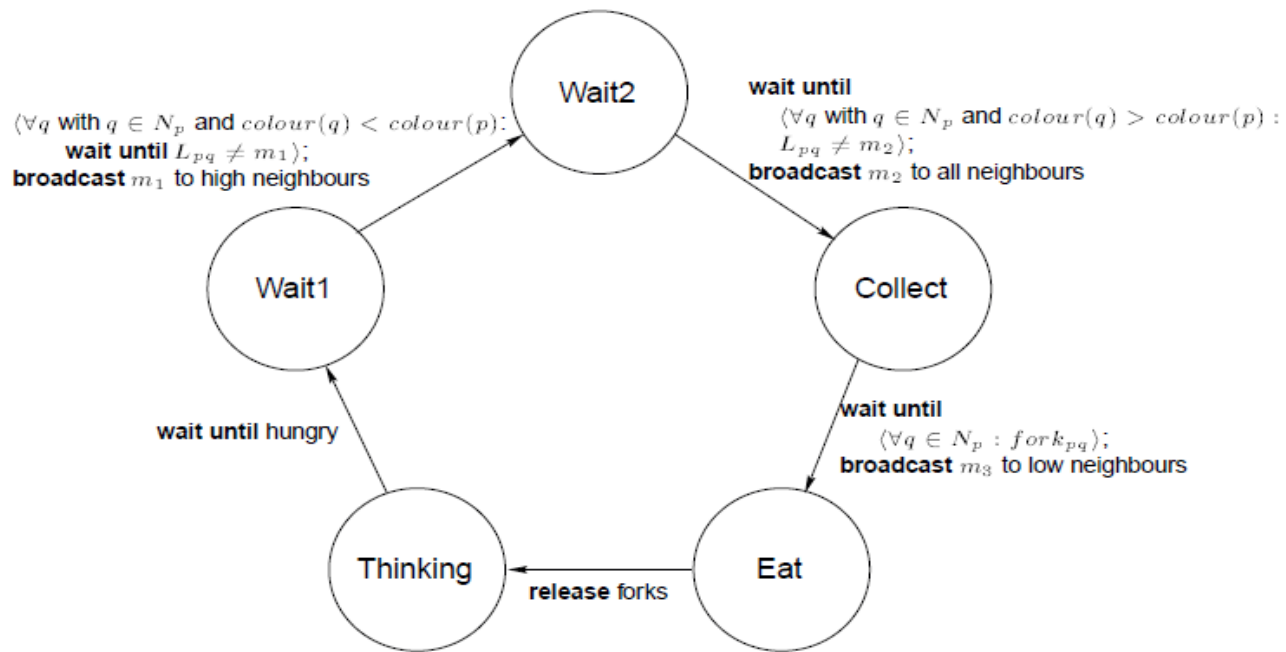 Wait2
wait until
⟨∀q with q ∈ N_p and colour(q) > colour(p) :
L_pq ≠ m_2⟩;
broadcast m_2 to all neighbours
⟨∀q with q ∈ N_p and colour(q) < colour(p):
wait until L_pq ≠ m_1⟩;
broadcast m_1 to high neighbours
Wait1
Collect
wait until hungry
wait until
⟨∀q ∈ N_p : fork_pq⟩;
broadcast m_3 to low neighbours
Thinking
Eat
release forks